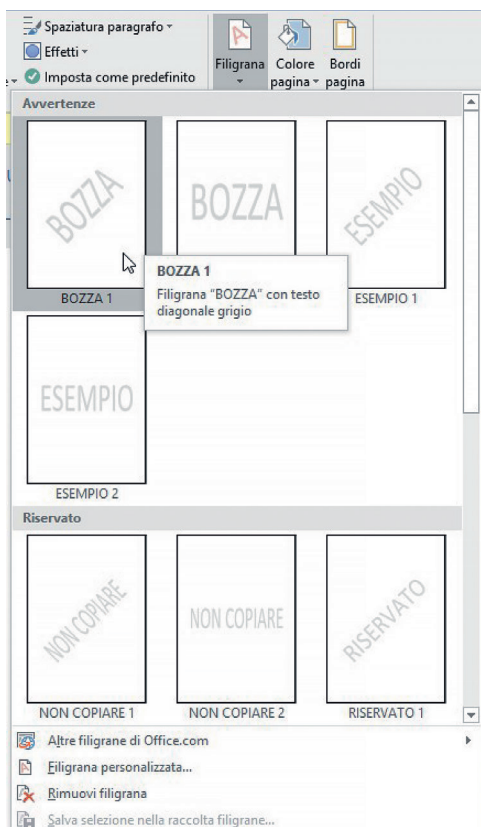 Spaziatura paragrafo
Effetti
Imposta come predefinito
Filigrana
Colore pagina
Bordi pagina
Avvertenze
BOZZA
BOZZA
ESEMPIO
BOZZA 1
BOZZA 1
Filigrana "BOZZA" con testo
diagonale grigio
ESEMPIO 1
ESEMPIO
ESEMPIO 2
Riservato
NON COPIARE
NON COPIARE
RISERVATO
NON COPIARE 1
NON COPIARE 2
RISERVATO 1
Altre filigrane di Office.com
Filigrana personalizzata...
Rimuovi filigrana
Salva selezione nella raccolta filigrane...